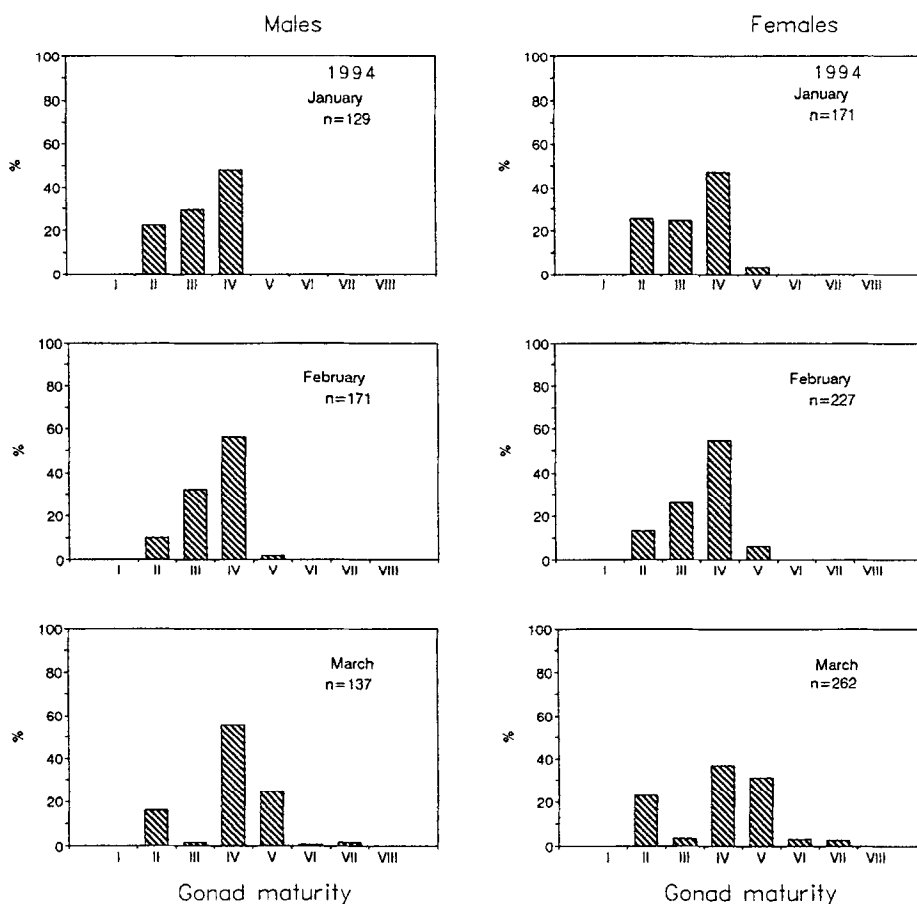 Males
Females
100
80
60
40
20
0
%
1994
January
n=129
I II III IV V VI VII VIII
100
80
60
40
20
0
%
1994
January
n=171
I II III IV V VI VII VIII
100
80
60
40
20
0
%
February
n=171
I II III IV V VI VII VIII
100
80
60
40
20
0
%
February
n=227
I II III IV V VI VII VIII
100
80
60
40
20
0
%
March
n=137
I II III IV V VI VII VIII
Gonad maturity
100
80
60
40
20
0
%
March
n=262
I II III IV V VI VII VIII
Gonad maturity